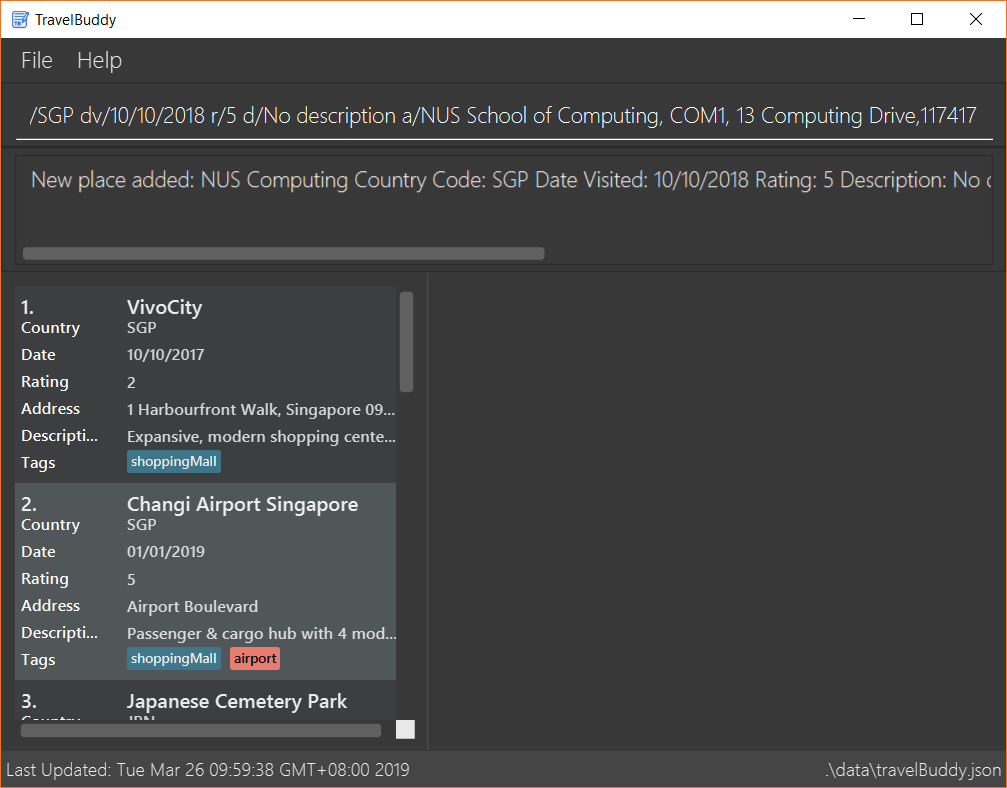 TravelBuddy
File Help
/SGP dv/10/10/2018 r/5 d/No description a/NUS School of Computing, COM1, 13 Computing Drive,117417
New place added: NUS Computing Country Code: SGP Date Visited: 10/10/2018 Rating: 5 Description: No
1. VivoCity
Country SGP
Date 10/10/2017
Rating 2
Address 1 Harbourfront Walk, Singapore 09...
Descripti... Expansive, modern shopping cente...
Tags shoppingMall
2. Changi Airport Singapore
Country SGP
Date 01/01/2019
Rating 5
Address Airport Boulevard
Descripti... Passenger & cargo hub with 4 mod...
Tags shoppingMall airport
3. Japanese Cemetery Park
Country JPN
Last Updated: Tue Mar 26 09:59:38 GMT+08:00 2019 .\data\travelBuddy.json